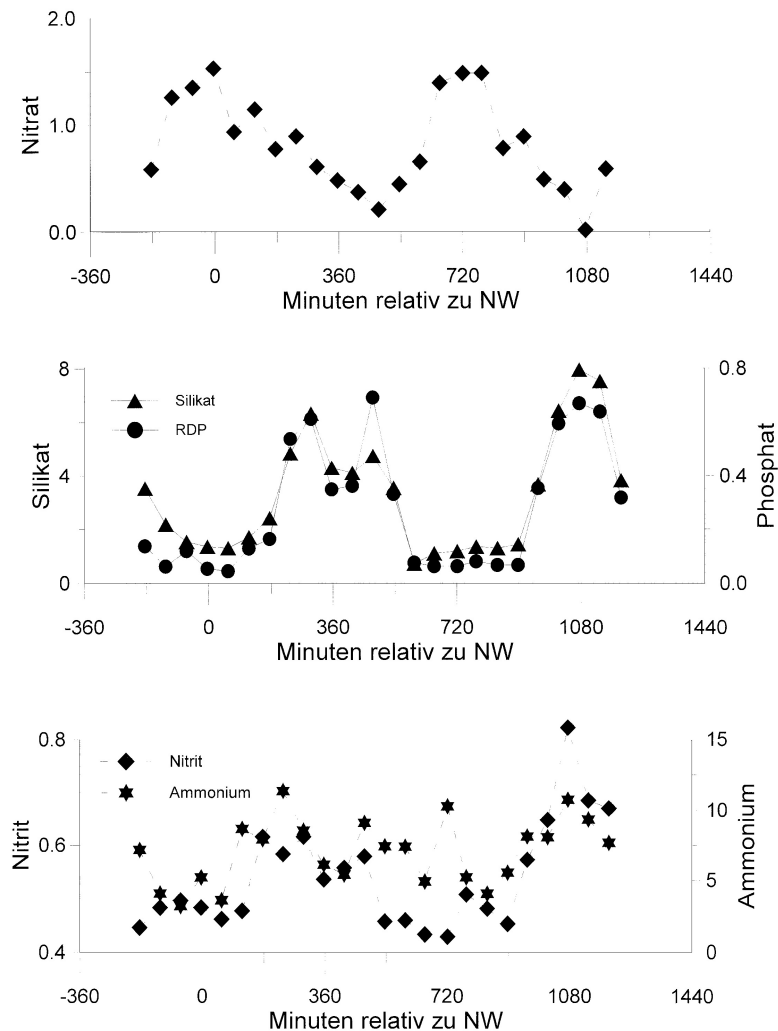 2.0
Nitrat
1.0
0.0
-360 0 360 720 1080 1440
Minuten relativ zu NW
8 0.8
Silikat
RDP
Silikat
4 0.4
Phosphat
0 0.0
-360 0 360 720 1080 1440
Minuten relativ zu NW
0.8 15
Nitrit
Ammonium
10
Nitrit
0.6
Ammonium
5
0.4 0
-360 0 360 720 1080 1440
Minuten relativ zu NW